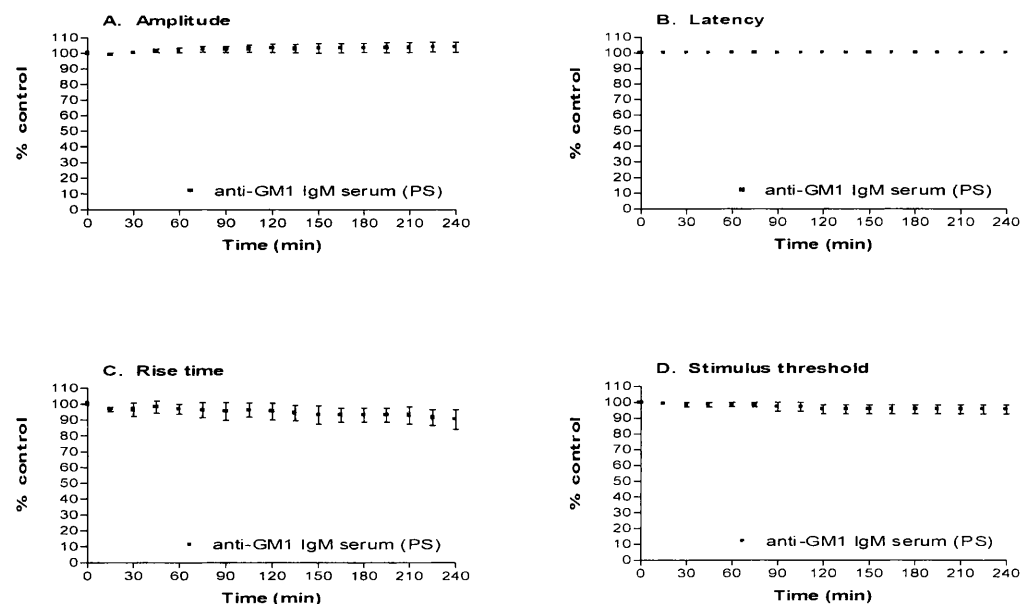 A. Amplitude
110
100
90
80
70
60
50
40
30
20
10
0
% control
anti-GM1 IgM serum (PS)
0 30 60 90 120 150 180 210 240
Time (min)
B. Latency
110
100
90
80
70
60
50
40
30
20
10
0
% control
anti-GM1 IgM serum (PS)
0 30 60 90 120 150 180 210 240
Time (min)
C. Rise time
110
100
90
80
70
60
50
40
30
20
10
0
% control
anti-GM1 IgM serum (PS)
0 30 60 90 120 150 180 210 240
Time (min)
D. Stimulus threshold
110
100
90
80
70
60
50
40
30
20
10
0
% control
anti-GM1 IgM serum (PS)
0 30 60 90 120 150 180 210 240
Time (min)